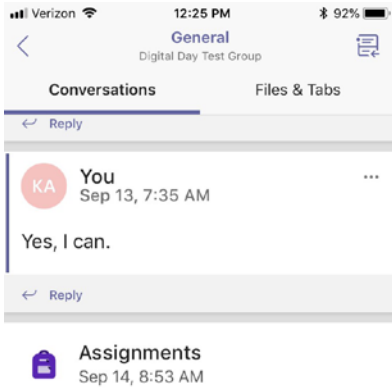 Verizon 12:25 PM 92%
General
Digital Day Test Group
Conversations Files & Tabs
Reply
KA You
Sep 13, 7:35 AM
Yes, I can.
Reply
Assignments
Sep 14, 8:53 AM